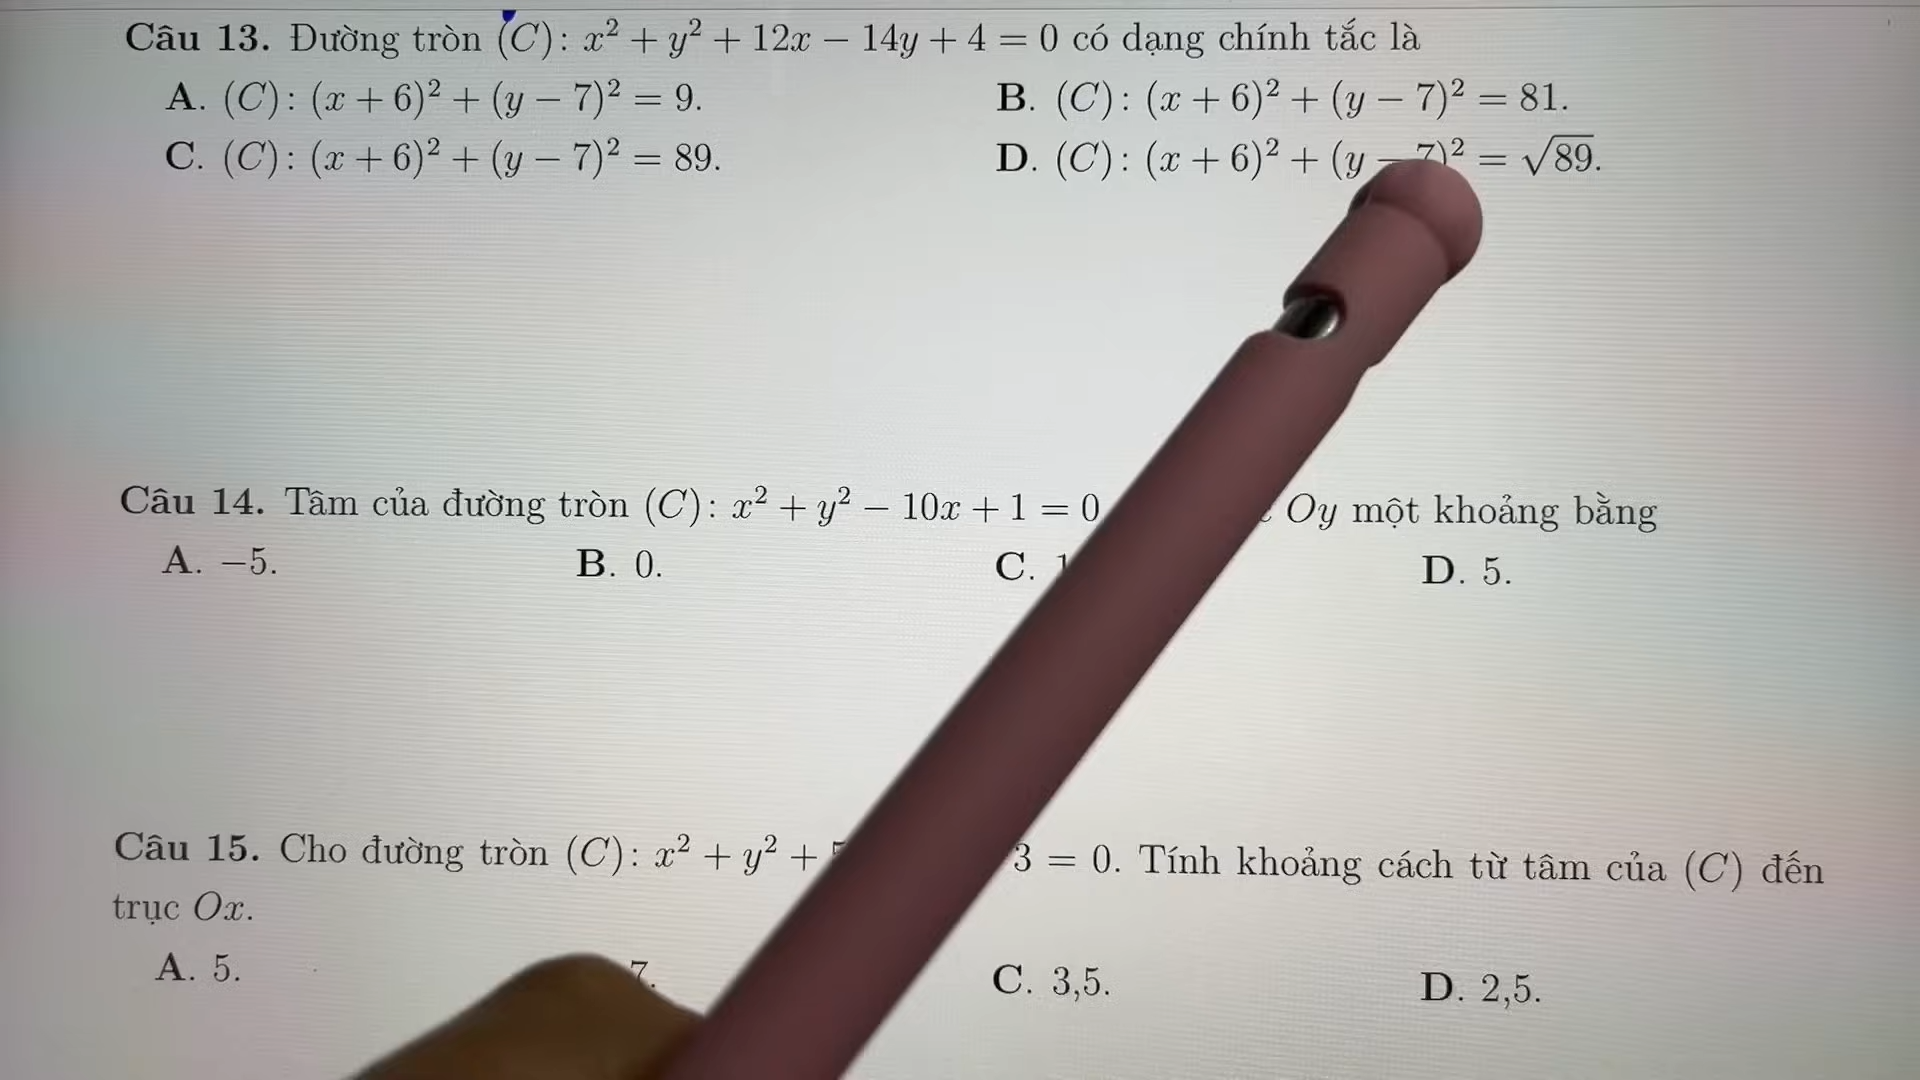 Câu 13. Đường tròn (C): x² + y² + 12x − 14y + 4 = 0 có dạng chính tắc là
A. (C): (x + 6)² + (y − 7)² = 9. B. (C): (x + 6)² + (y − 7)² = 81.
C. (C): (x + 6)² + (y − 7)² = 89. D. (C): (x + 6)² + (y − 7)² = √89.
Câu 14. Tâm của đường tròn (C): x² + y² − 10x + 1 = 0 Oy một khoảng bằng
A. −5. B. 0. C. D. 5.
Câu 15. Cho đường tròn (C): x² + y² + 3 = 0. Tính khoảng cách từ tâm của (C) đến
trục Ox.
A. 5. 7. C. 3,5. D. 2,5.